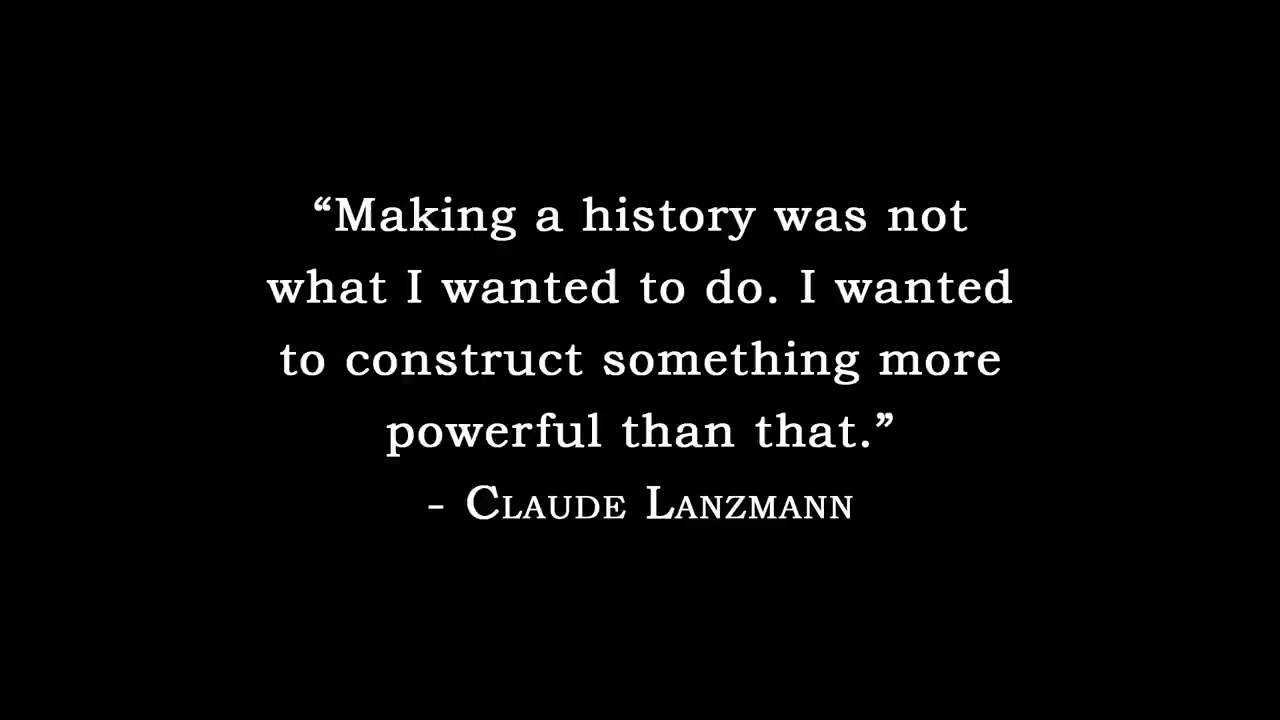 “Making a history was not
what I wanted to do. I wanted
to construct something more
powerful than that.”
- Claude Lanzmann